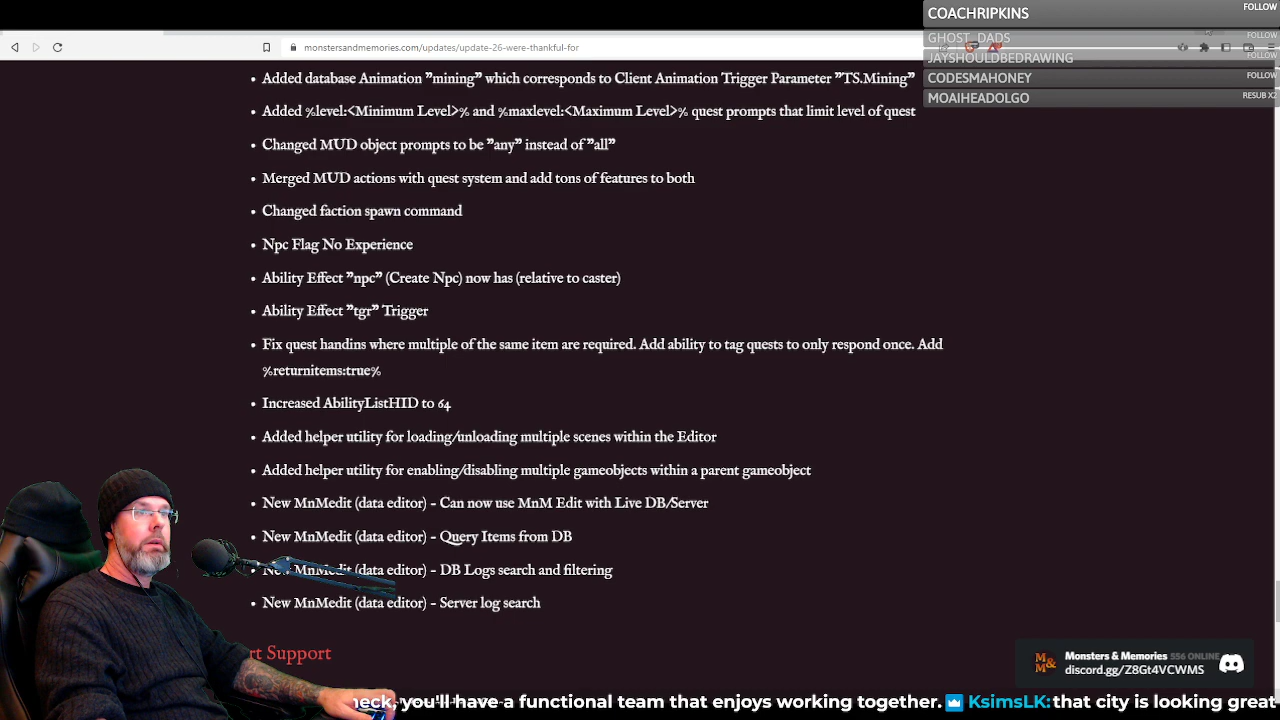 COACHRIPKINS FOLLOW
GHOST_DADS FOLLOW
JAYSHOULDBEDRAWING FOLLOW
CODESMAHONEY FOLLOW
MOAIHEADOLGO RESUB X2
monstersandmemories.com/updates/update-26-were-thankful-for
• Added database Animation "mining" which corresponds to Client Animation Trigger Parameter "TS.Mining"
• Added %level:<Minimum Level>% and %maxlevel:<Maximum Level>% quest prompts that limit level of quest
• Changed MUD object prompts to be "any" instead of "all"
• Merged MUD actions with quest system and add tons of features to both
• Changed faction spawn command
• Npc Flag No Experience
• Ability Effect "npc" (Create Npc) now has (relative to caster)
• Ability Effect "tgr" Trigger
• Fix quest handins where multiple of the same item are required. Add ability to tag quests to only respond once. Add
%returnitems:true%
• Increased AbilityListHID to 64
• Added helper utility for loading/unloading multiple scenes within the Editor
• Added helper utility for enabling/disabling multiple gameobjects within a parent gameobject
• New MnMedit (data editor) - Can now use MnM Edit with Live DB/Server
• New MnMedit (data editor) - Query Items from DB
• New MnMedit (data editor) - DB Logs search and filtering
• New MnMedit (data editor) - Server log search
Support
M&M
Monsters & Memories 556 ONLINE
discord.gg/Z8Gt4VCWMS
you'll have a functional team that enjoys working together. KsimsLK: that city is looking great